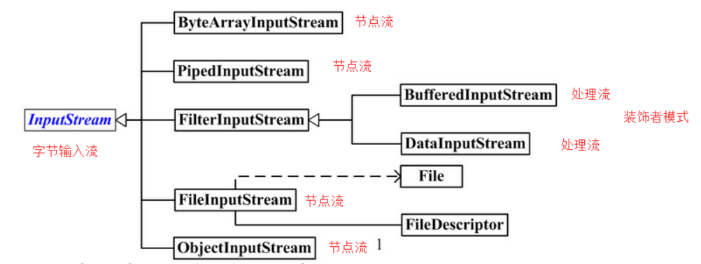 ByteArrayInputStream 节点流
PipedInputStream 节点流
BufferedInputStream 处理流
InputStream FilterInputStream 装饰者模式
字节输入流 DataInputStream 处理流
File
FileInputStream 节点流
FileDescriptor
ObjectInputStream 节点流 1